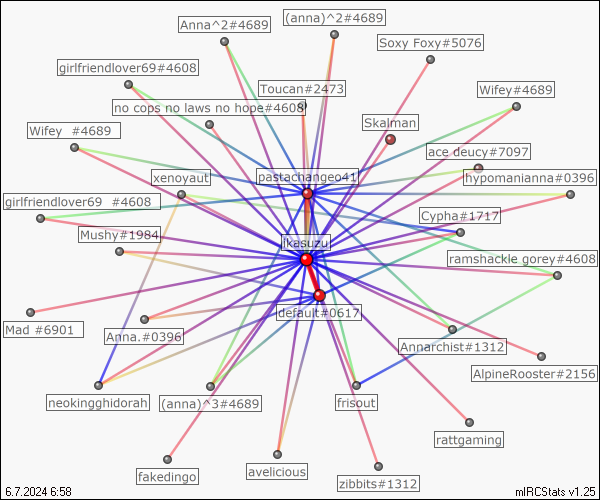 Anna^2#4689
(anna)^2#4689
Soxy Foxy#5076
girlfriendlover69#4608
Toucan#2473
Wifey#4689
no cops no laws no hope#4608
Skalman
Wifey #4689
ace deucy#7097
xenoyaut
pastachangeo41
hypomanianna#0396
girlfriendlover69 #4608
Cypha#1717
Mushy#1984
ikasuzu
ramshackle gorey#4608
default#0617
Mad #6901
Anna.#0396
Annarchist#1312
AlpineRooster#2156
neokingghidorah
(anna)^3#4689
frisout
rattgaming
fakedingo
avelicious
zibbits#1312
6.7.2024 6:58
mIRCStats v1.25